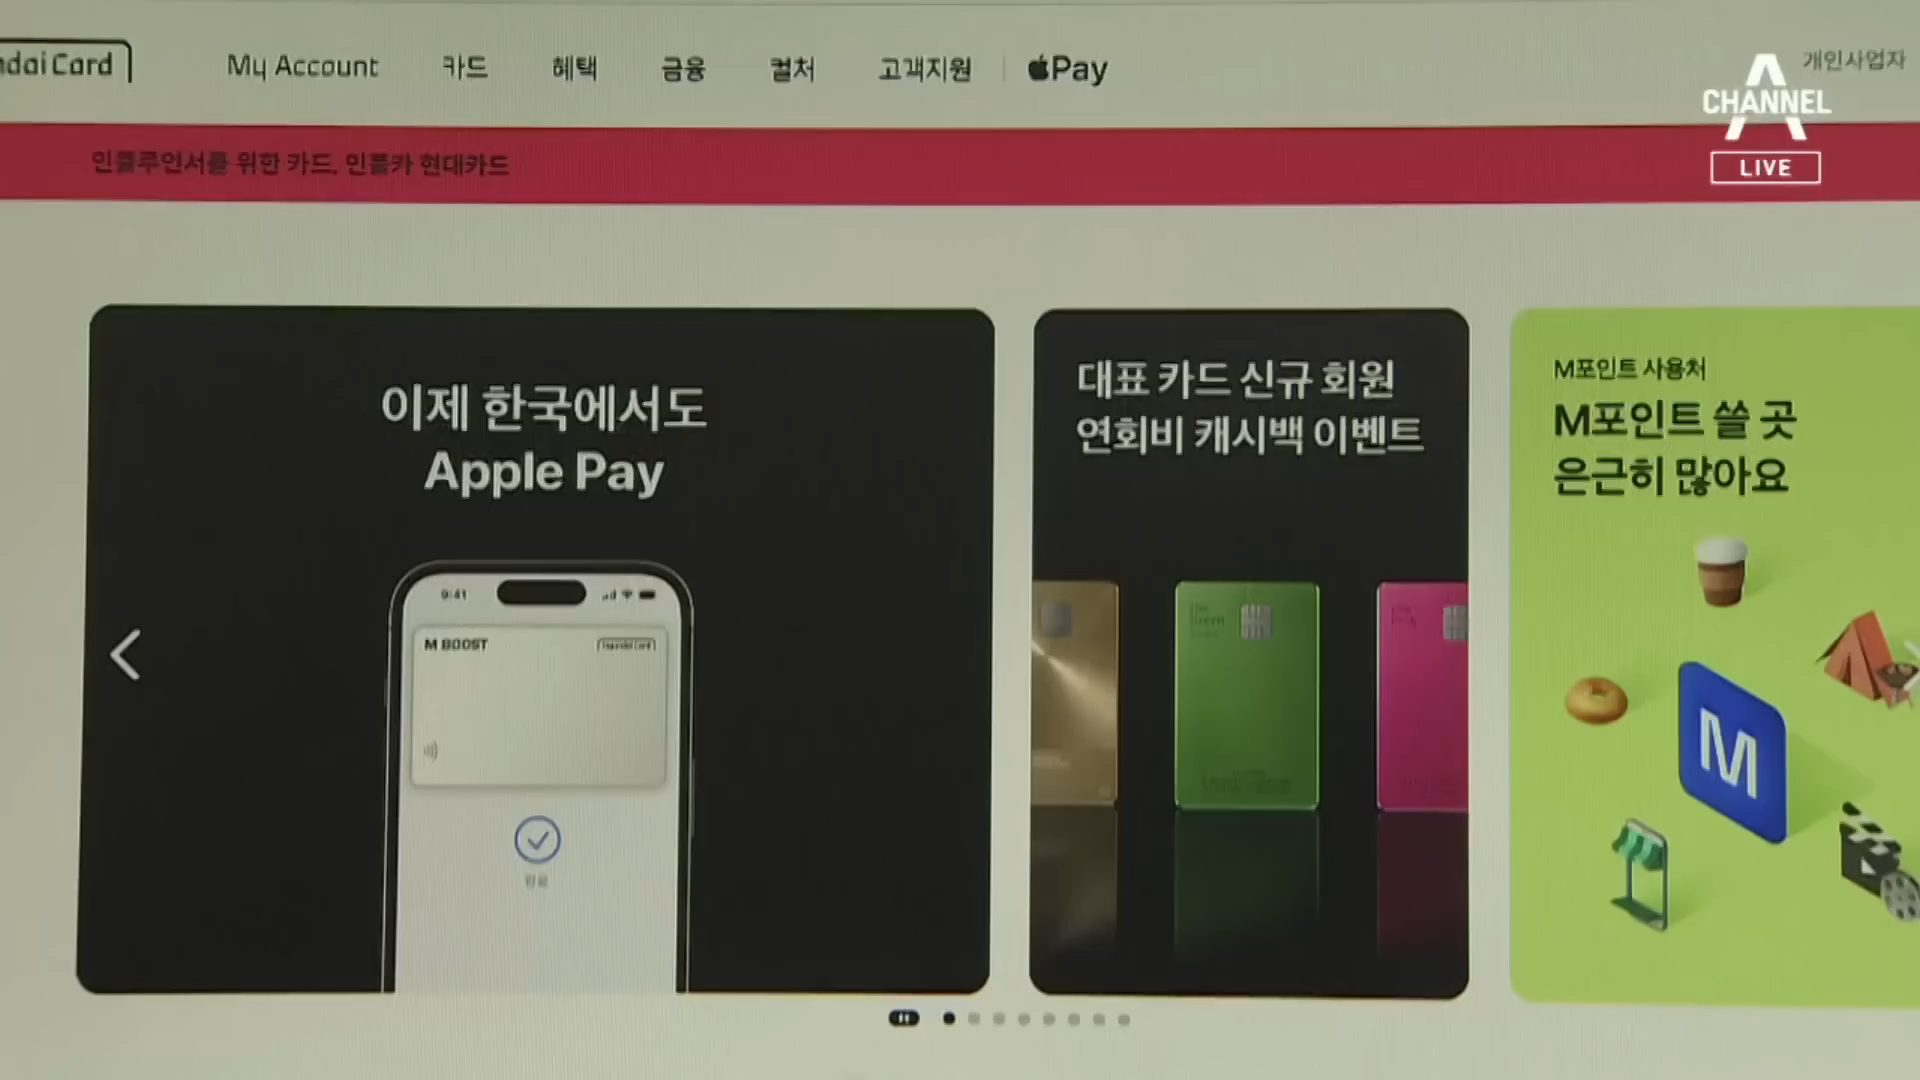 ndai Card
My Account 카드 혜택 금융 컬처 고객지원 Pay
개인사업자
CHANNEL A
LIVE
인플루언서를 위한 카드, 인플카 현대카드
이제 한국에서도
Apple Pay
9:41
M BOOST
대표 카드 신규 회원
연회비 캐시백 이벤트
Green
M포인트 사용처
M포인트 쓸 곳
은근히 많아요
M